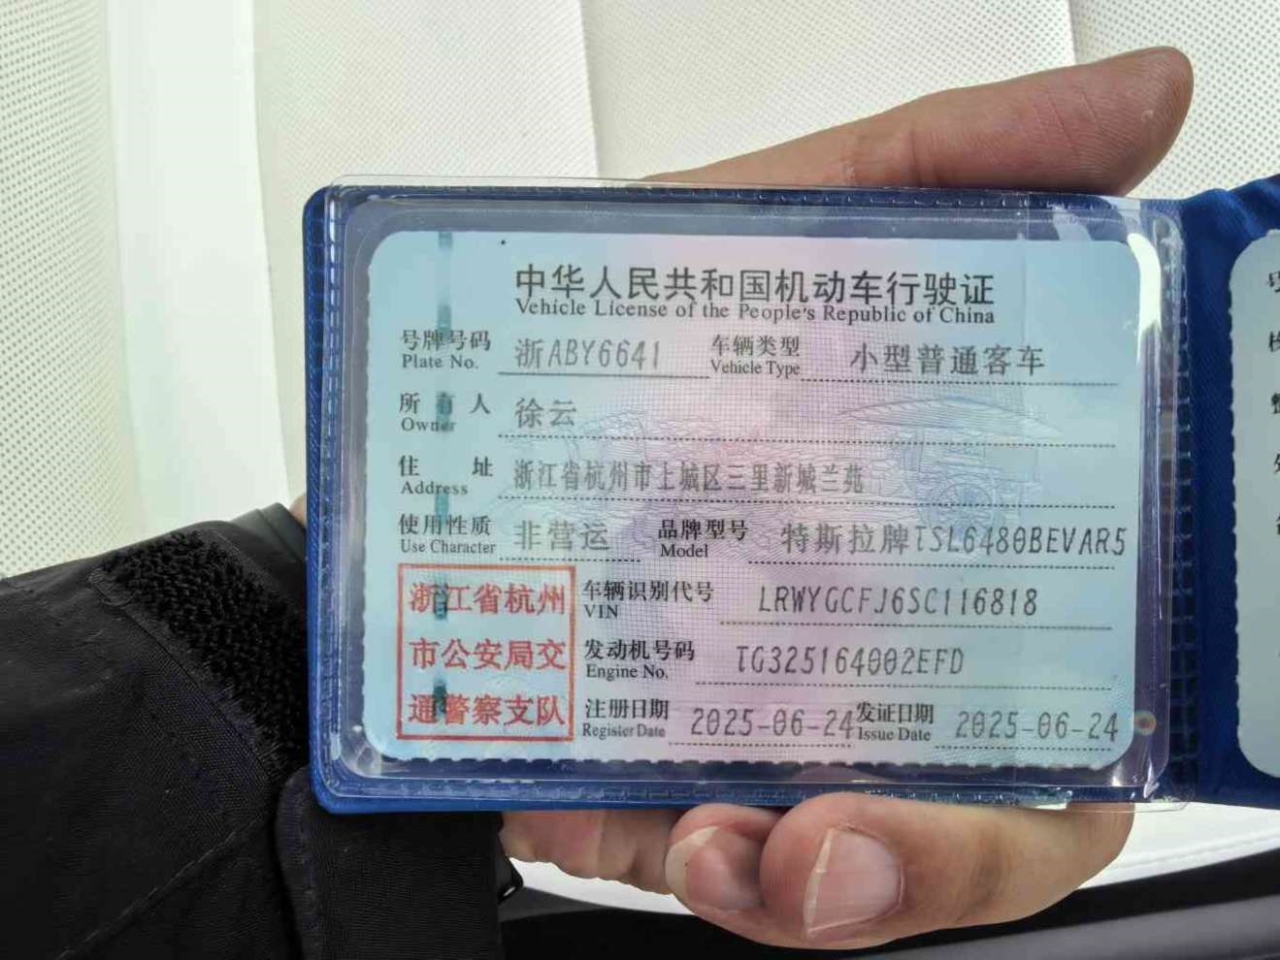 中华人民共和国机动车行驶证
Vehicle License of the People's Republic of China
号牌号码 浙ABY6641 车辆类型 小型普通客车
Plate No. Vehicle Type
所有人 徐云
Owner
住址 浙江省杭州市上城区三里新城兰苑
Address
使用性质 非营运 品牌型号 特斯拉牌TSL6480BEVAR5
Use Character Model
浙江省杭州
市公安局交
通警察支队
车辆识别代号 LRWYGCFJ6SC116818
VIN
发动机号码 TG325164002EFD
Engine No.
注册日期 2025-06-24 发证日期 2025-06-24
Register Date Issue Date